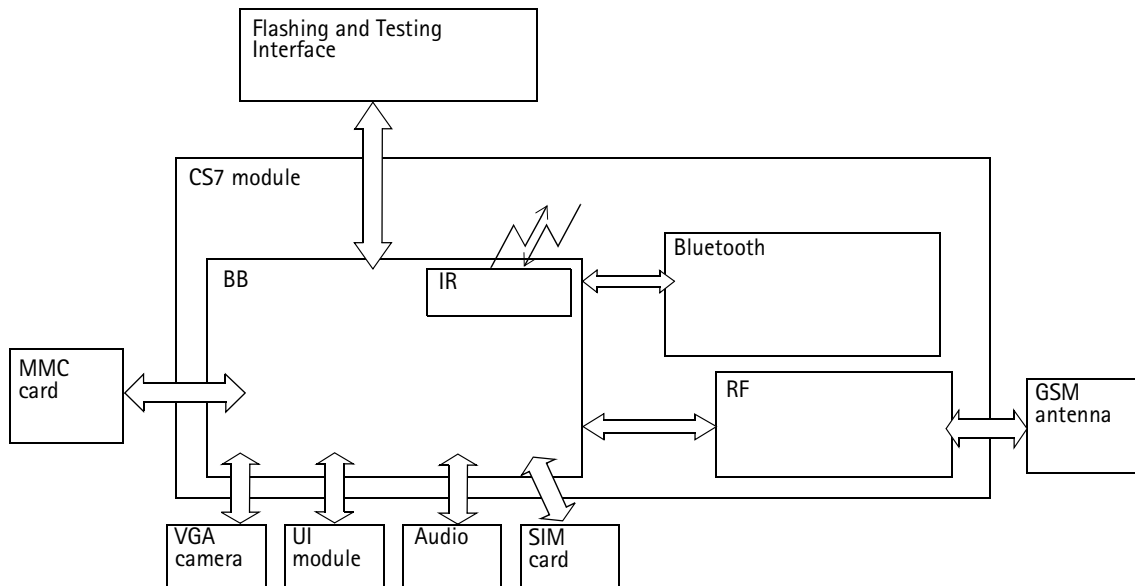 Flashing and Testing
Interface
CS7 module
Bluetooth
BB
IR
MMC
card
RF
GSM
antenna
VGA
camera
UI
module
Audio
SIM
card